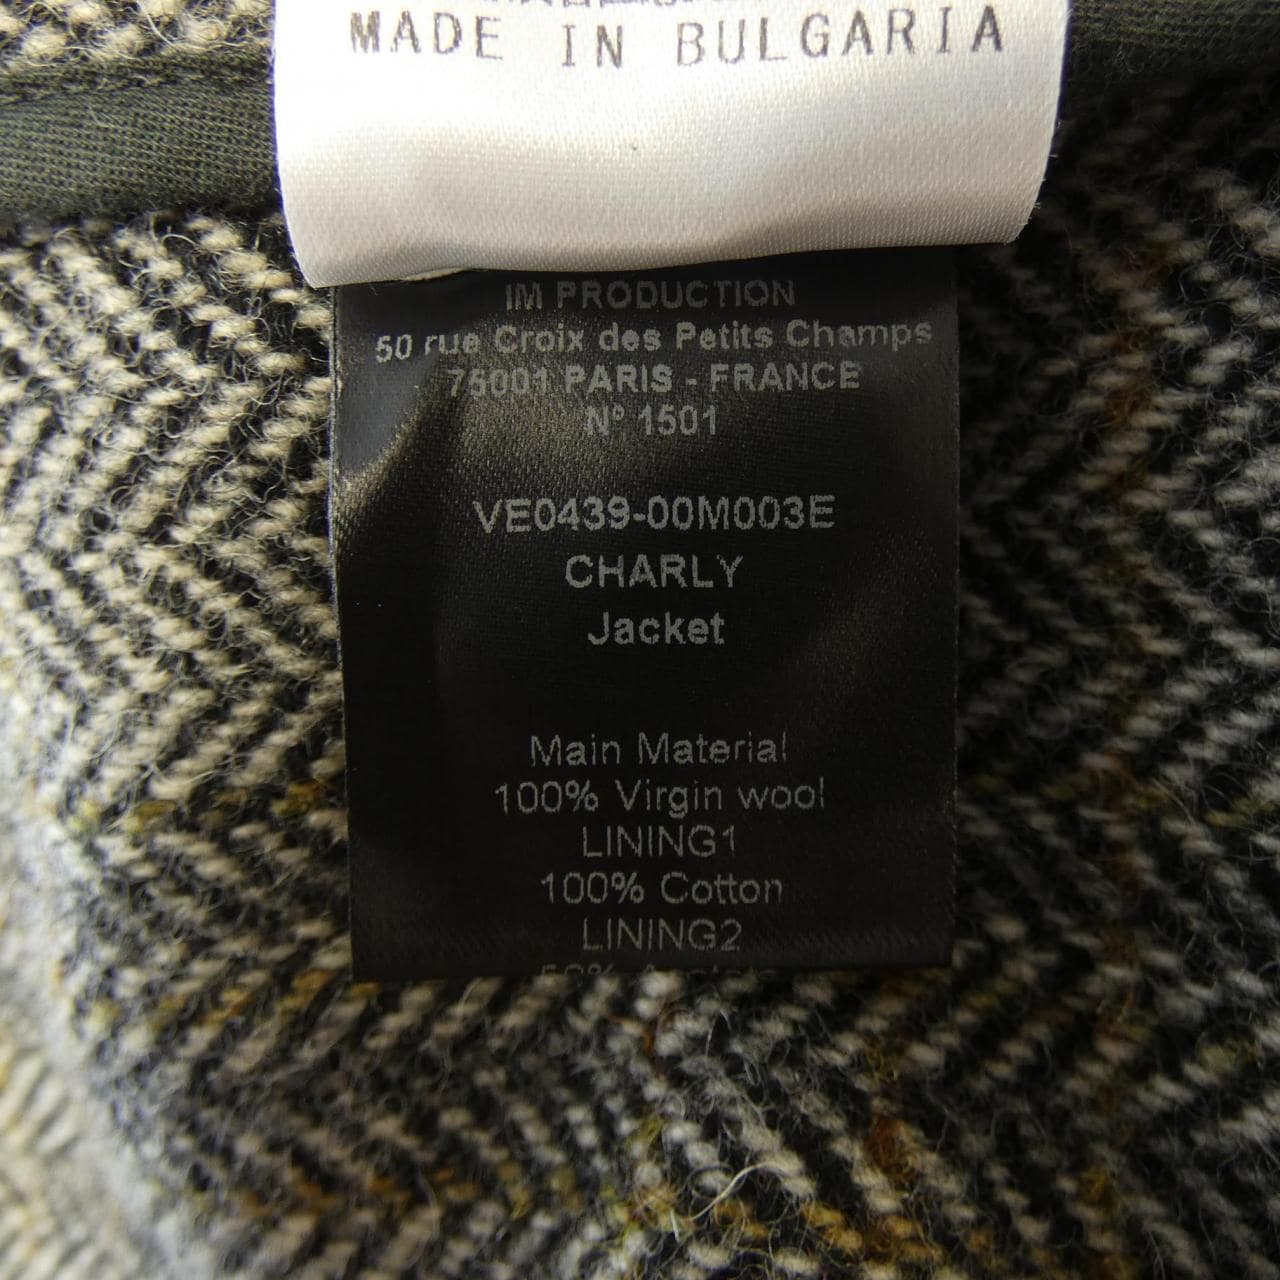 MADE IN BULGARIA
IM PRODUCTION
50 rue Croix des Petits Champs
75001 PARIS - FRANCE
N° 1501
VE0439-00M003E
CHARLY
Jacket
Main Material
100% Virgin wool
LINING1
100% Cotton
LINING2